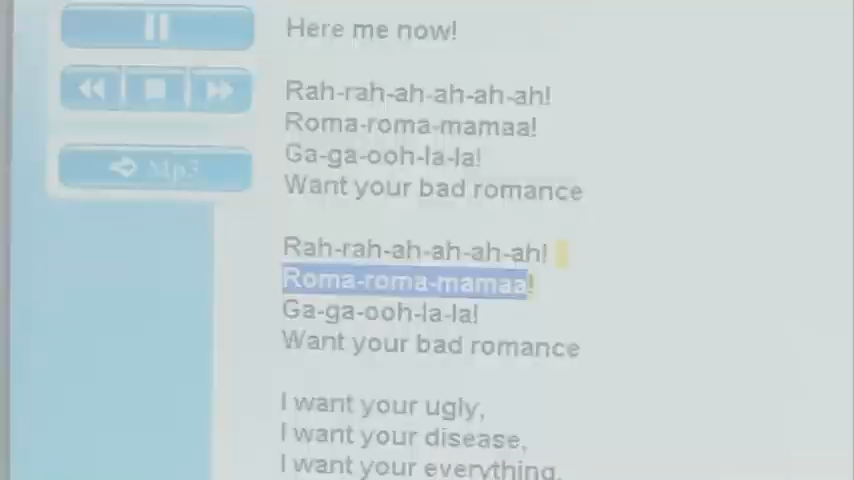 Here me now!
Rah-rah-ah-ah-ah-ah!
Roma-roma-mamaa!
Ga-ga-ooh-la-la!
Mp3
Want your bad romance
Rah-rah-ah-ah-ah-ah!
Roma-roma-mamaa!
Ga-ga-ooh-la-la!
Want your bad romance
I want your ugly,
I want your disease,
I want your everything,